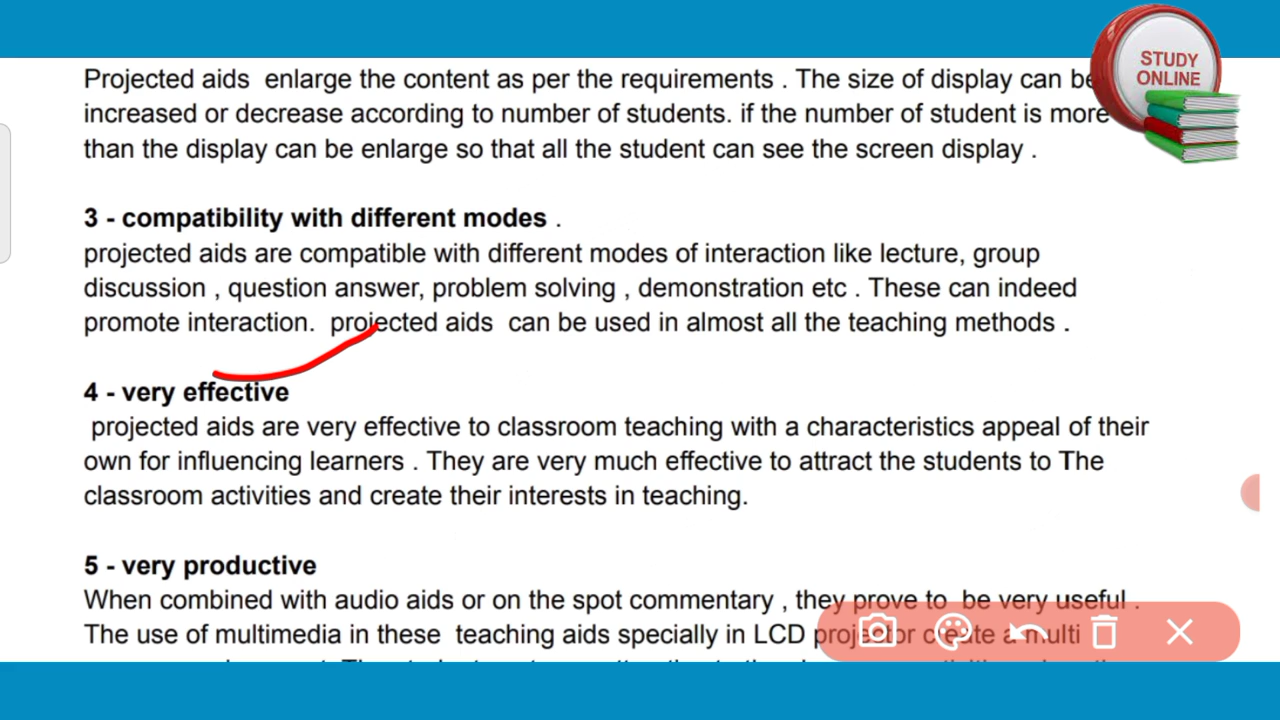 STUDY
ONLINE
Projected aids enlarge the content as per the requirements . The size of display can be
increased or decrease according to number of students. if the number of student is more
than the display can be enlarge so that all the student can see the screen display .
3 - compatibility with different modes .
projected aids are compatible with different modes of interaction like lecture, group
discussion , question answer, problem solving , demonstration etc . These can indeed
promote interaction. projected aids can be used in almost all the teaching methods .
4 - very effective
projected aids are very effective to classroom teaching with a characteristics appeal of their
own for influencing learners . They are very much effective to attract the students to The
classroom activities and create their interests in teaching.
5 - very productive
When combined with audio aids or on the spot commentary , they prove to be very useful .
The use of multimedia in these teaching aids specially in LCD projector create a multi